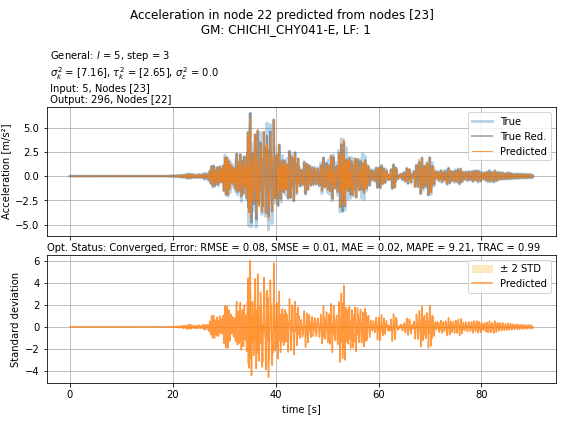 Acceleration in node 22 predicted from nodes [23]
GM: CHICHI_CHY041-E, LF: 1
General: l = 5, step = 3
σ²ₖ = [7.16], τ²ₖ = [2.65], σ²ε = 0.0
Input: 5, Nodes [23]
Output: 296, Nodes [22]
Acceleration [m/s²]
5.0
2.5
0.0
−2.5
−5.0
True
True Red.
Predicted
Opt. Status: Converged, Error: RMSE = 0.08, SMSE = 0.01, MAE = 0.02, MAPE = 9.21, TRAC = 0.99
Standard deviation
6
4
2
0
−2
−4
± 2 STD
Predicted
0 20 40 60 80
time [s]